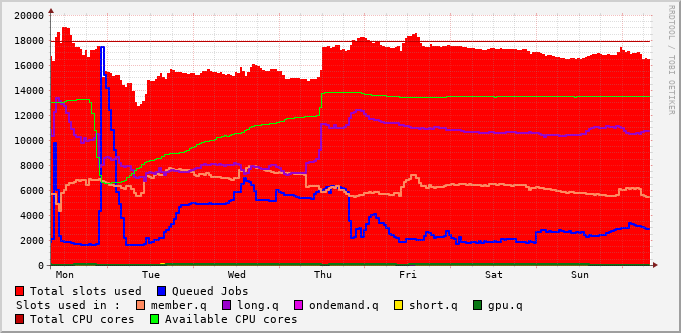 20000
18000
16000
14000
12000
10000
8000
6000
4000
2000
0
Mon Tue Wed Thu Fri Sat Sun
RRDTOOL / TOBI OETIKER
Total slots used Queued Jobs
Slots used in : member.q long.q ondemand.q short.q gpu.q
Total CPU cores Available CPU cores